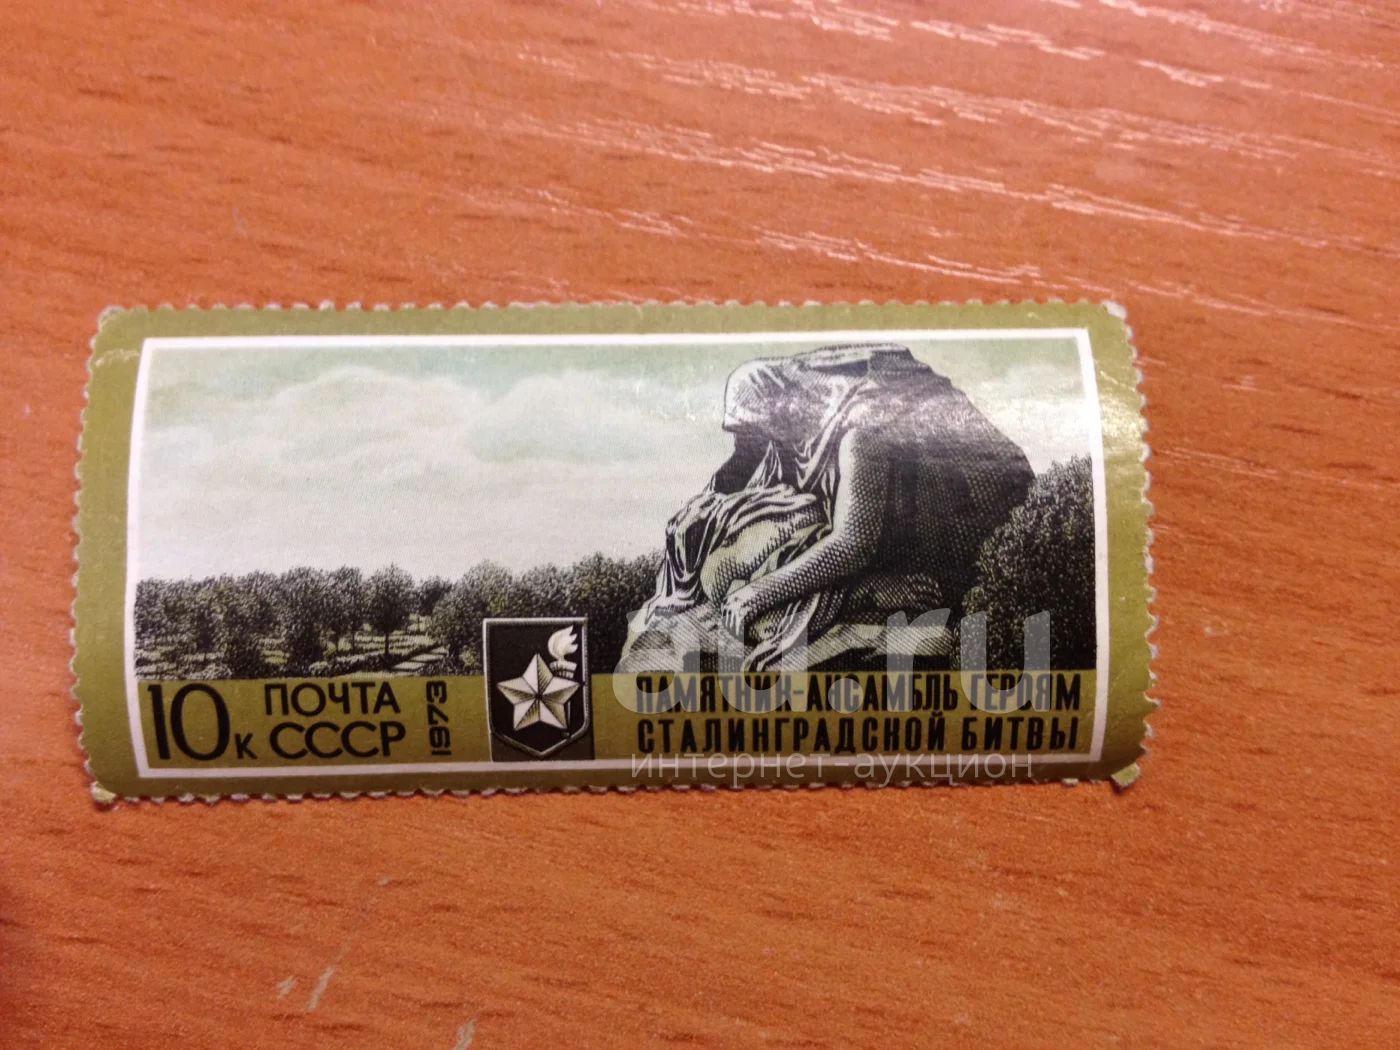 10к
ПОЧТА
СССР
1973
ПАМЯТНИК-АНСАМБЛЬ ГЕРОЯМ
СТАЛИНГРАДСКОЙ БИТВЫ
au.ru
интернет-аукцион